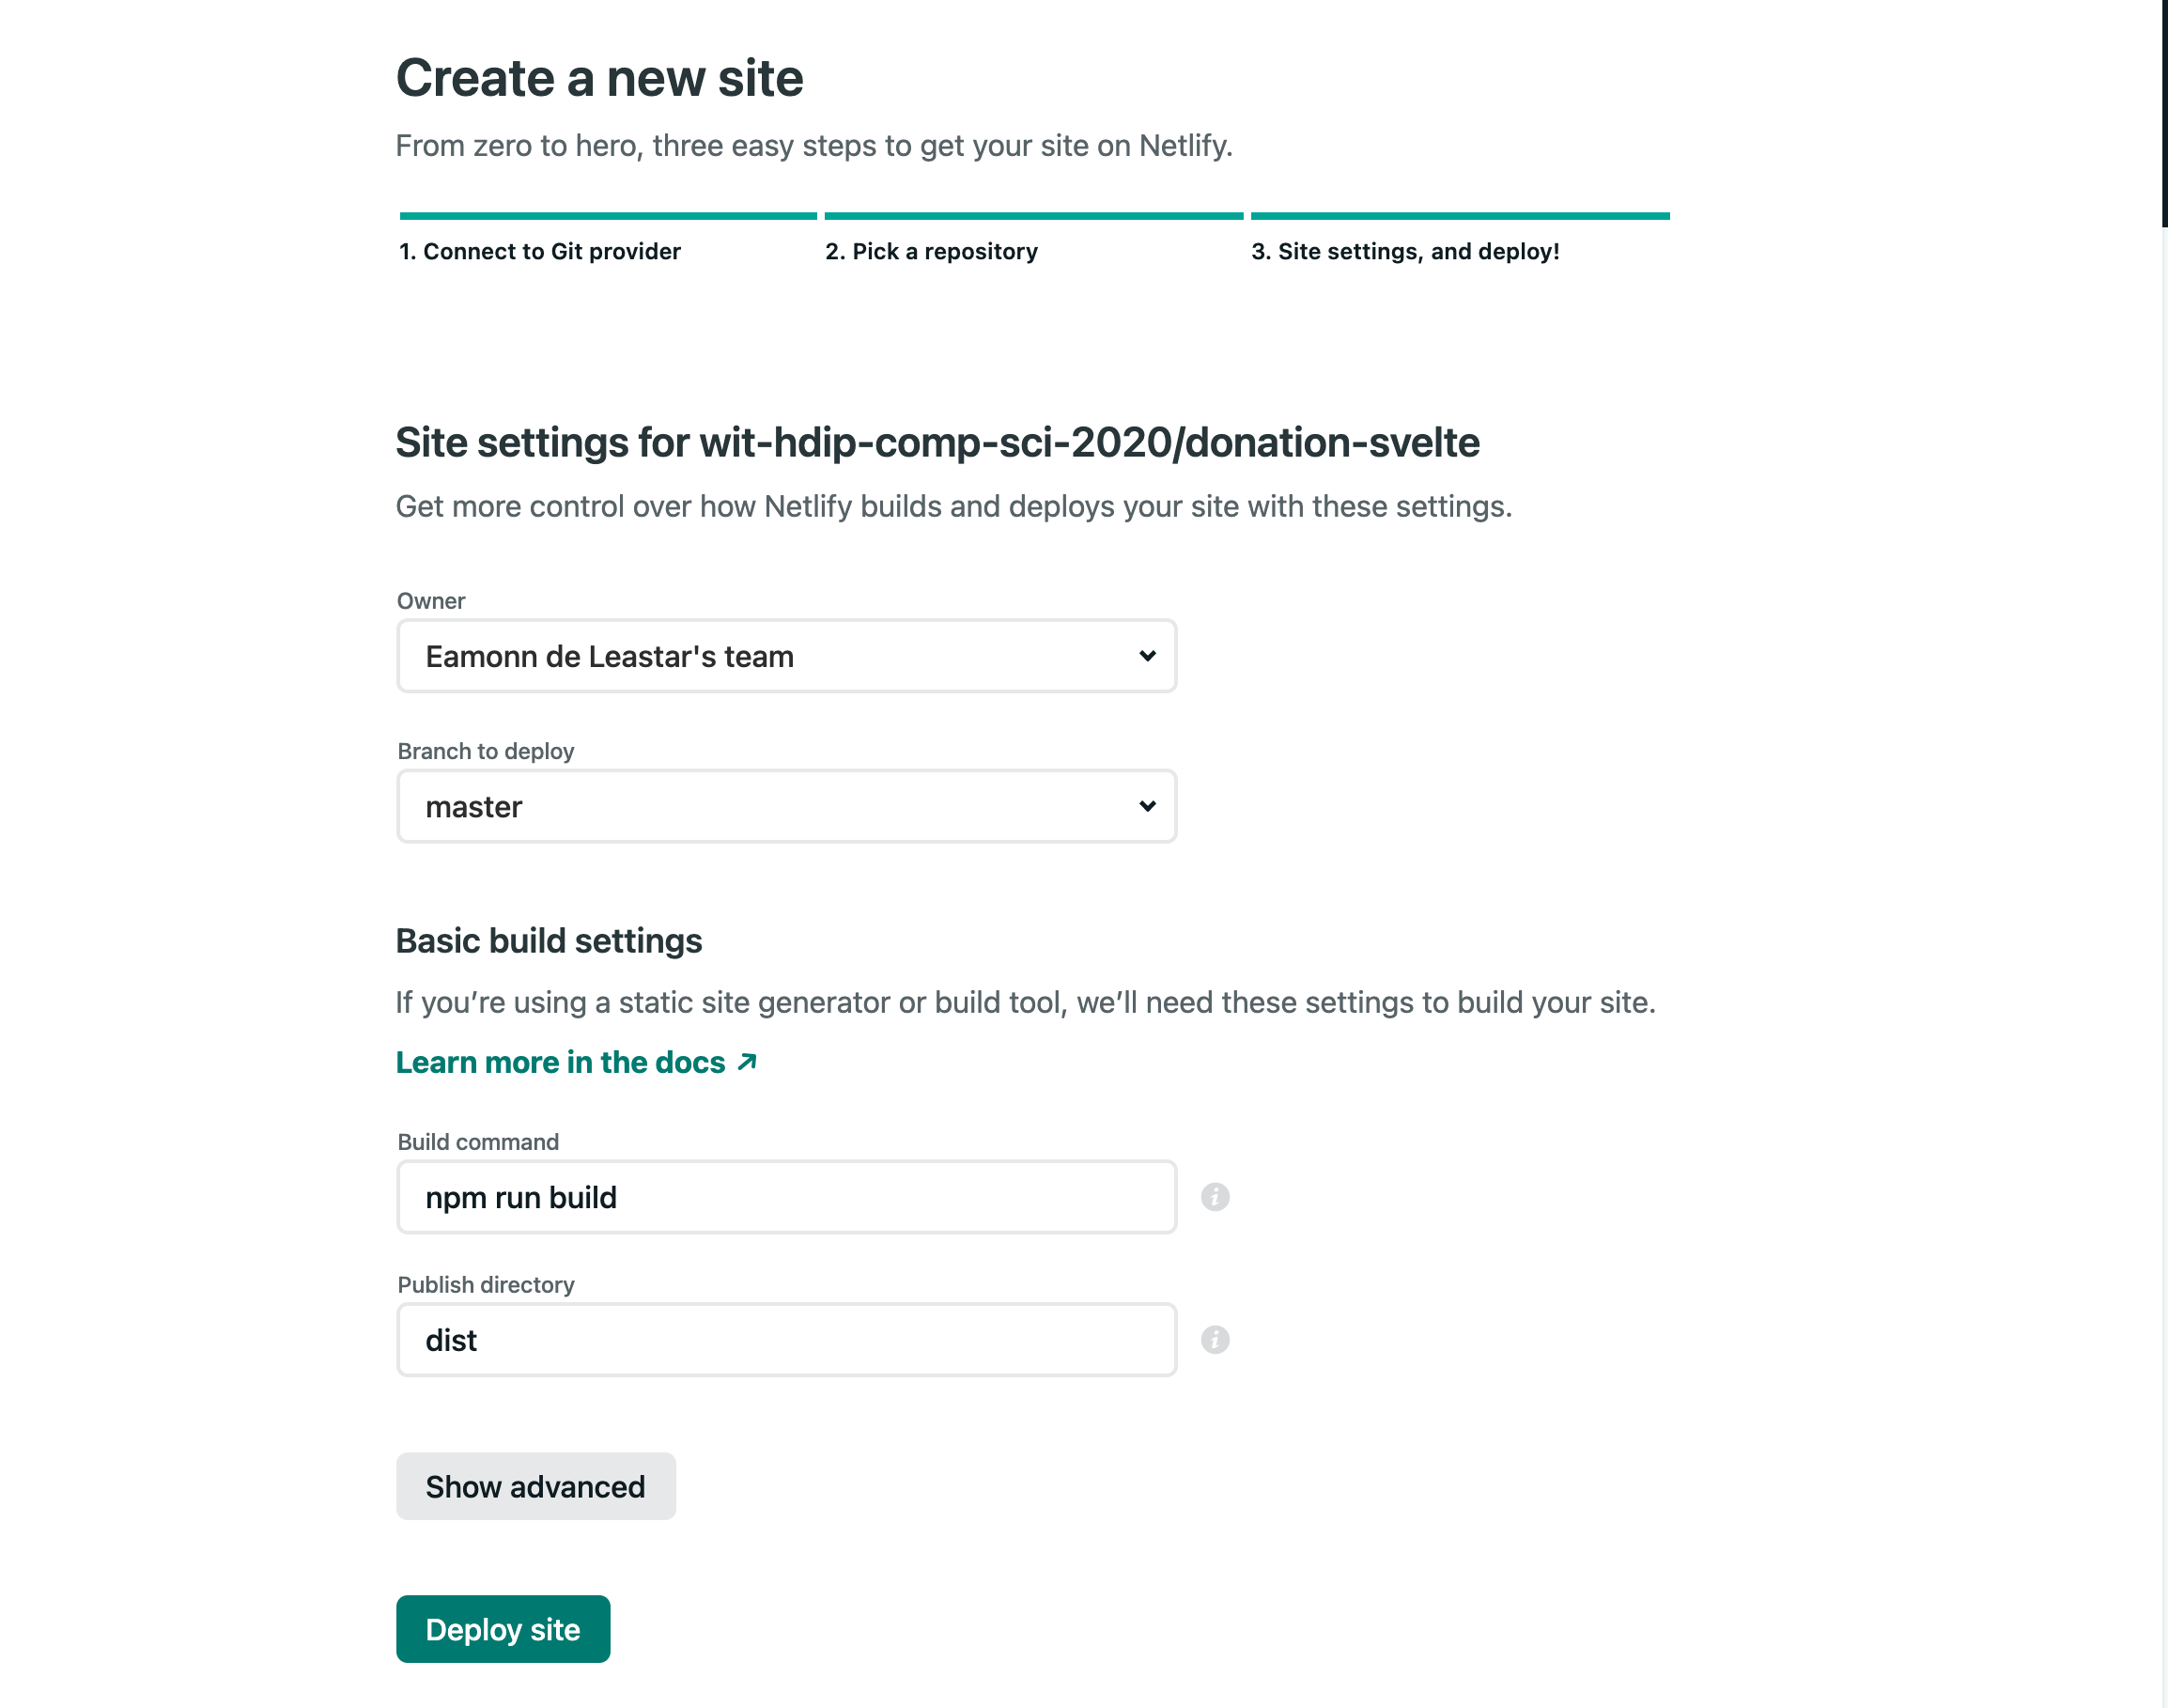 Create a new site
From zero to hero, three easy steps to get your site on Netlify.
1. Connect to Git provider
2. Pick a repository
3. Site settings, and deploy!
Site settings for wit-hdip-comp-sci-2020/donation-svelte
Get more control over how Netlify builds and deploys your site with these settings.
Owner
Eamonn de Leastar's team
Branch to deploy
master
Basic build settings
If you’re using a static site generator or build tool, we’ll need these settings to build your site.
Learn more in the docs ↗
Build command
npm run build
i
Publish directory
dist
i
Show advanced
Deploy site